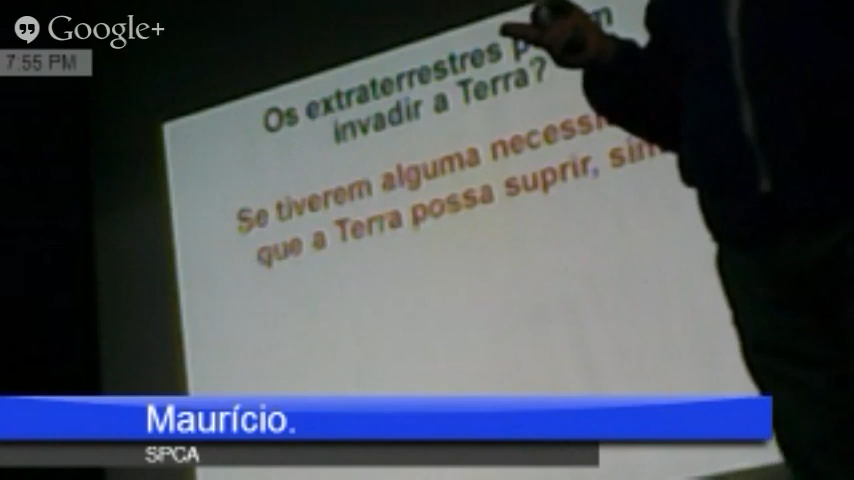 Google+
7:55 PM
Os extraterrestres
invadir a Terra?
Se tiverem alguma
que a Terra possa suprir,
Maurício.
SPCA